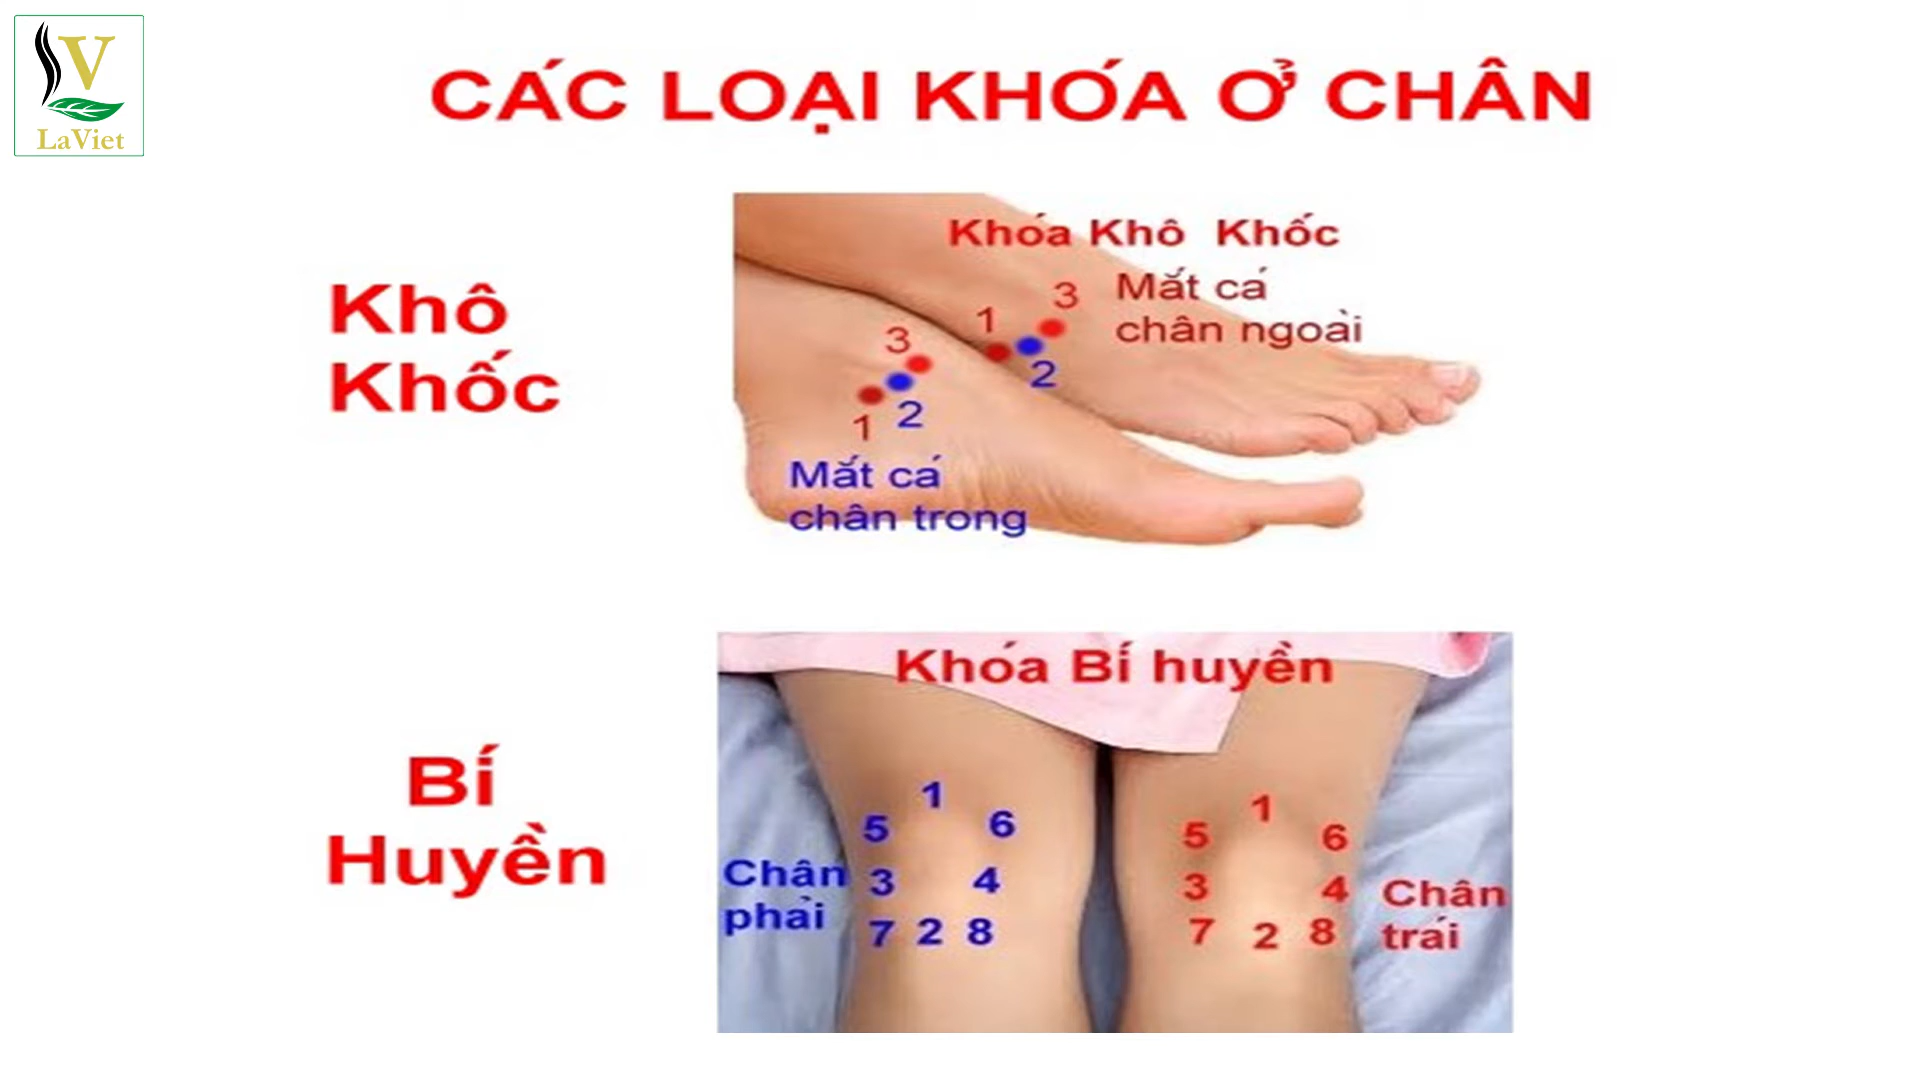 V
LaViet
CÁC LOẠI KHÓA Ở CHÂN
Khô
Khốc
Khóa Khô Khốc
Mắt cá
chân ngoài
3
1
2
3
1
2
Mắt cá
chân trong
Bí
Huyền
Khóa Bí huyền
1
5 6
Chân
phải
3 4
7 2 8
1
5 6
3 4
7 2 8
Chân
trái